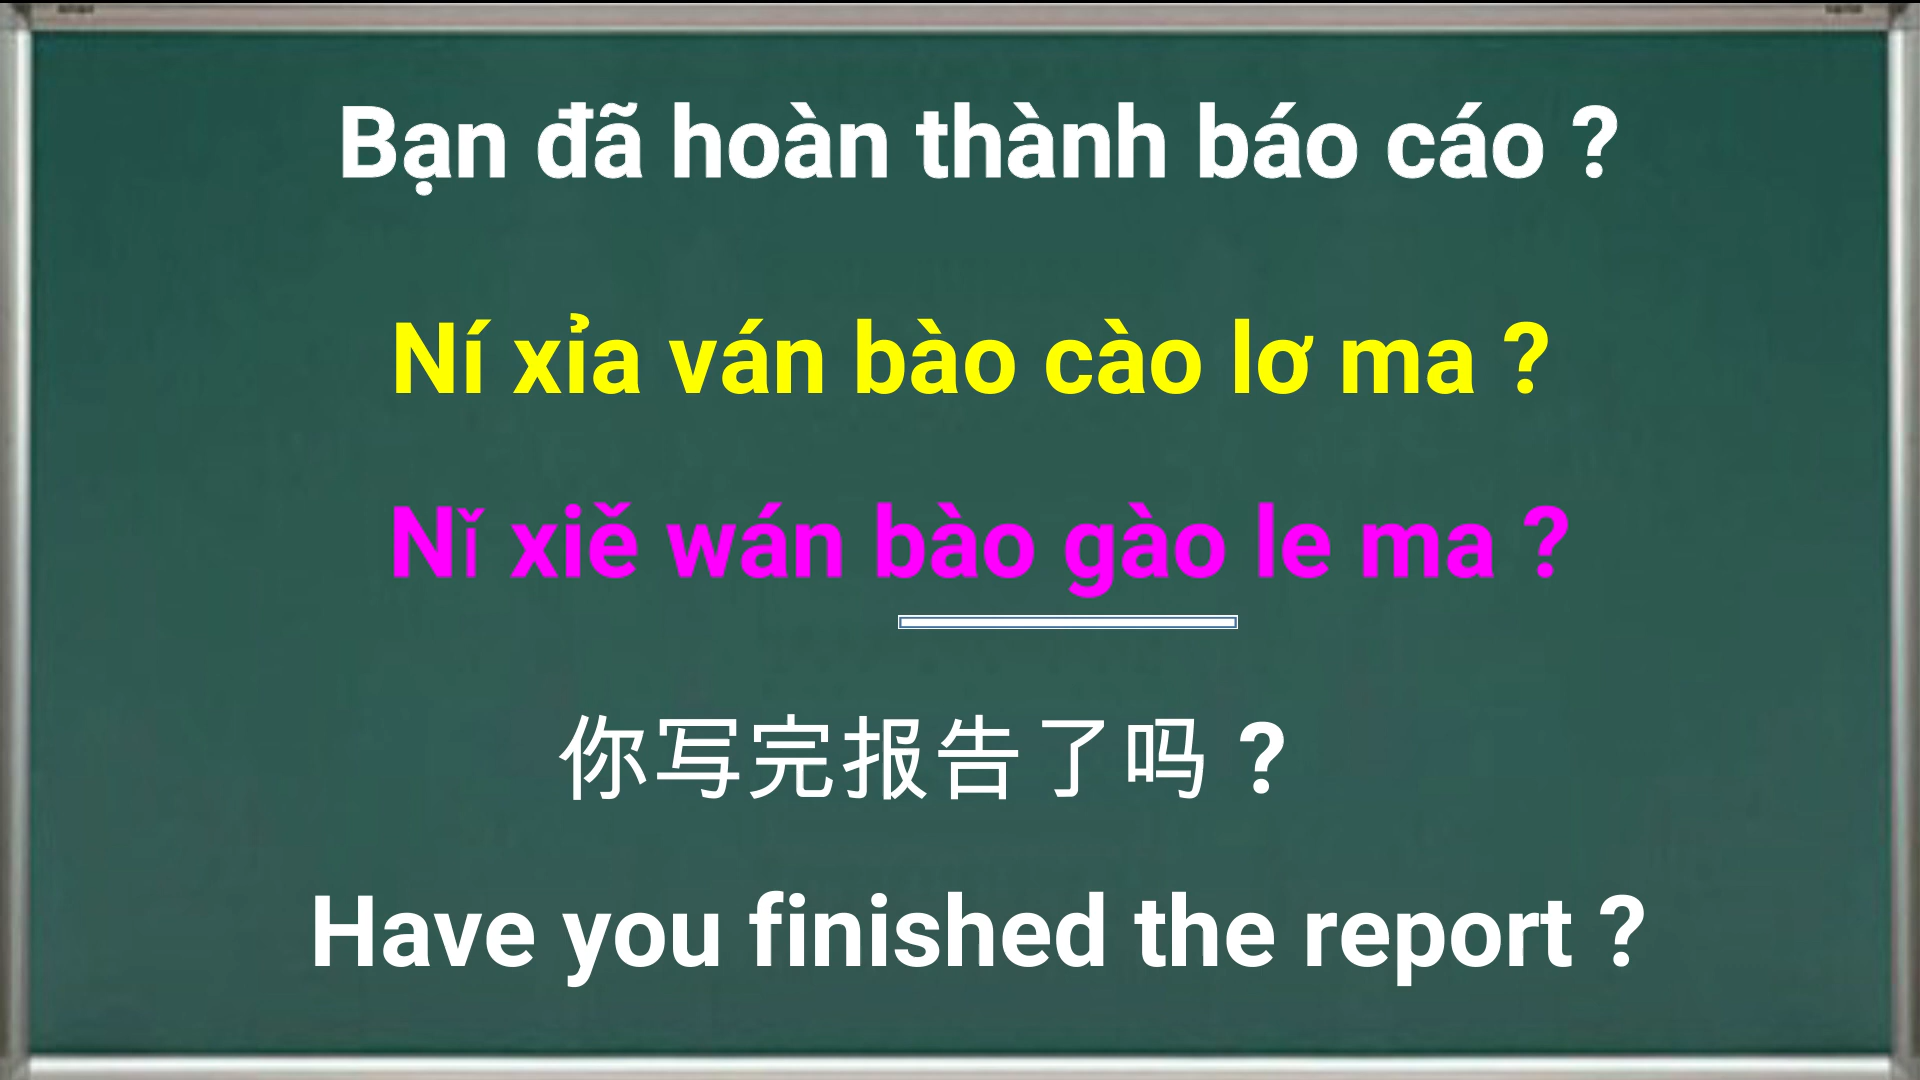 Bạn đã hoàn thành báo cáo ?
Ní xỉa ván bào cào lơ ma ?
Nǐ xiě wán bào gào le ma ?
你写完报告了吗 ?
Have you finished the report ?